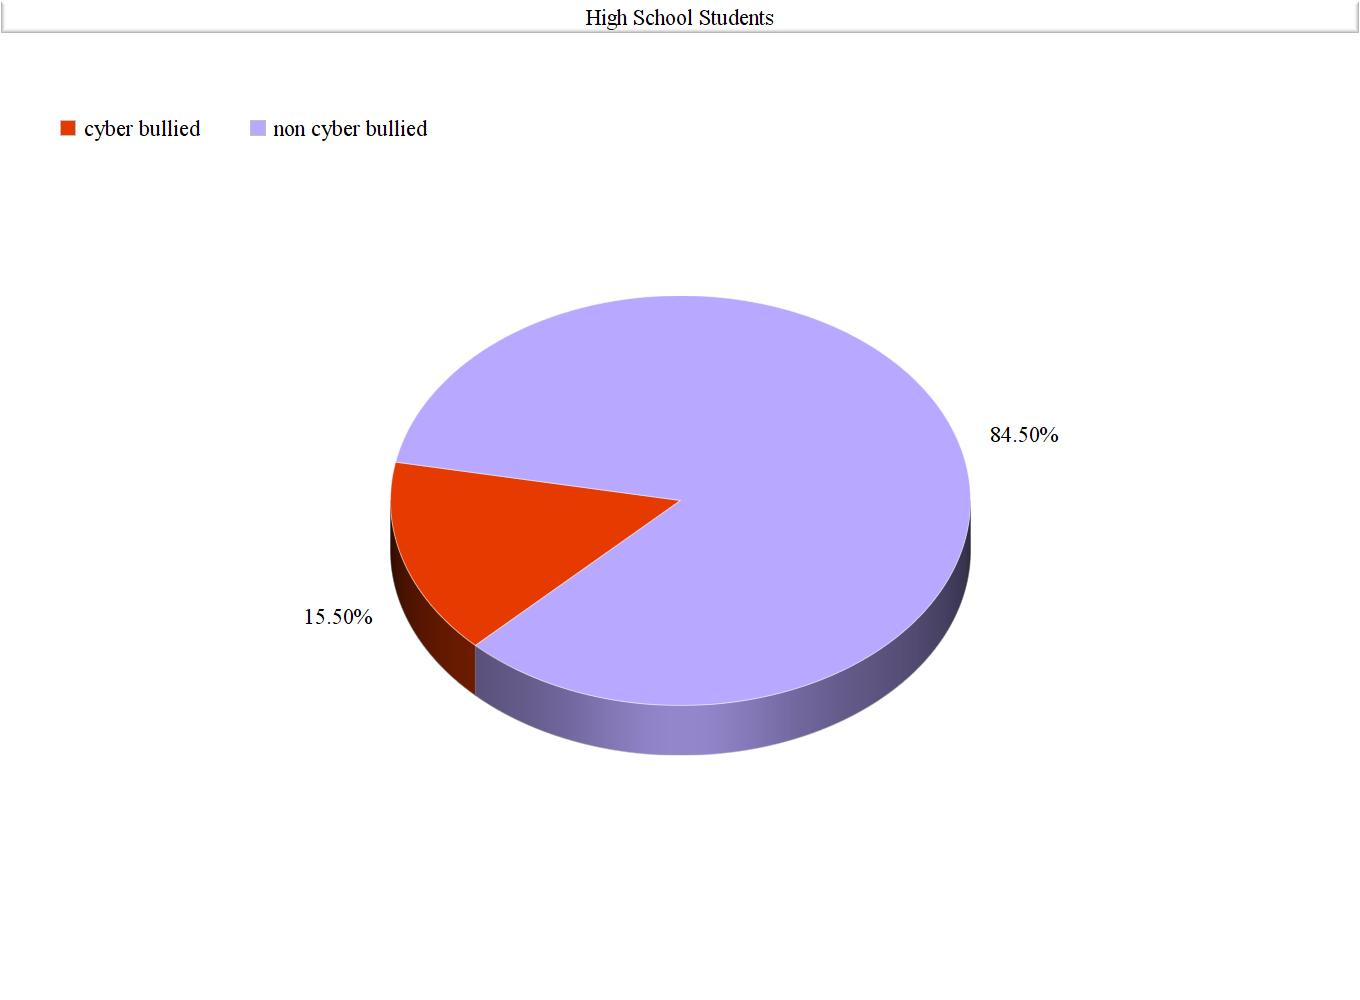 High School Students
cyber bullied non cyber bullied
84.50%
15.50%